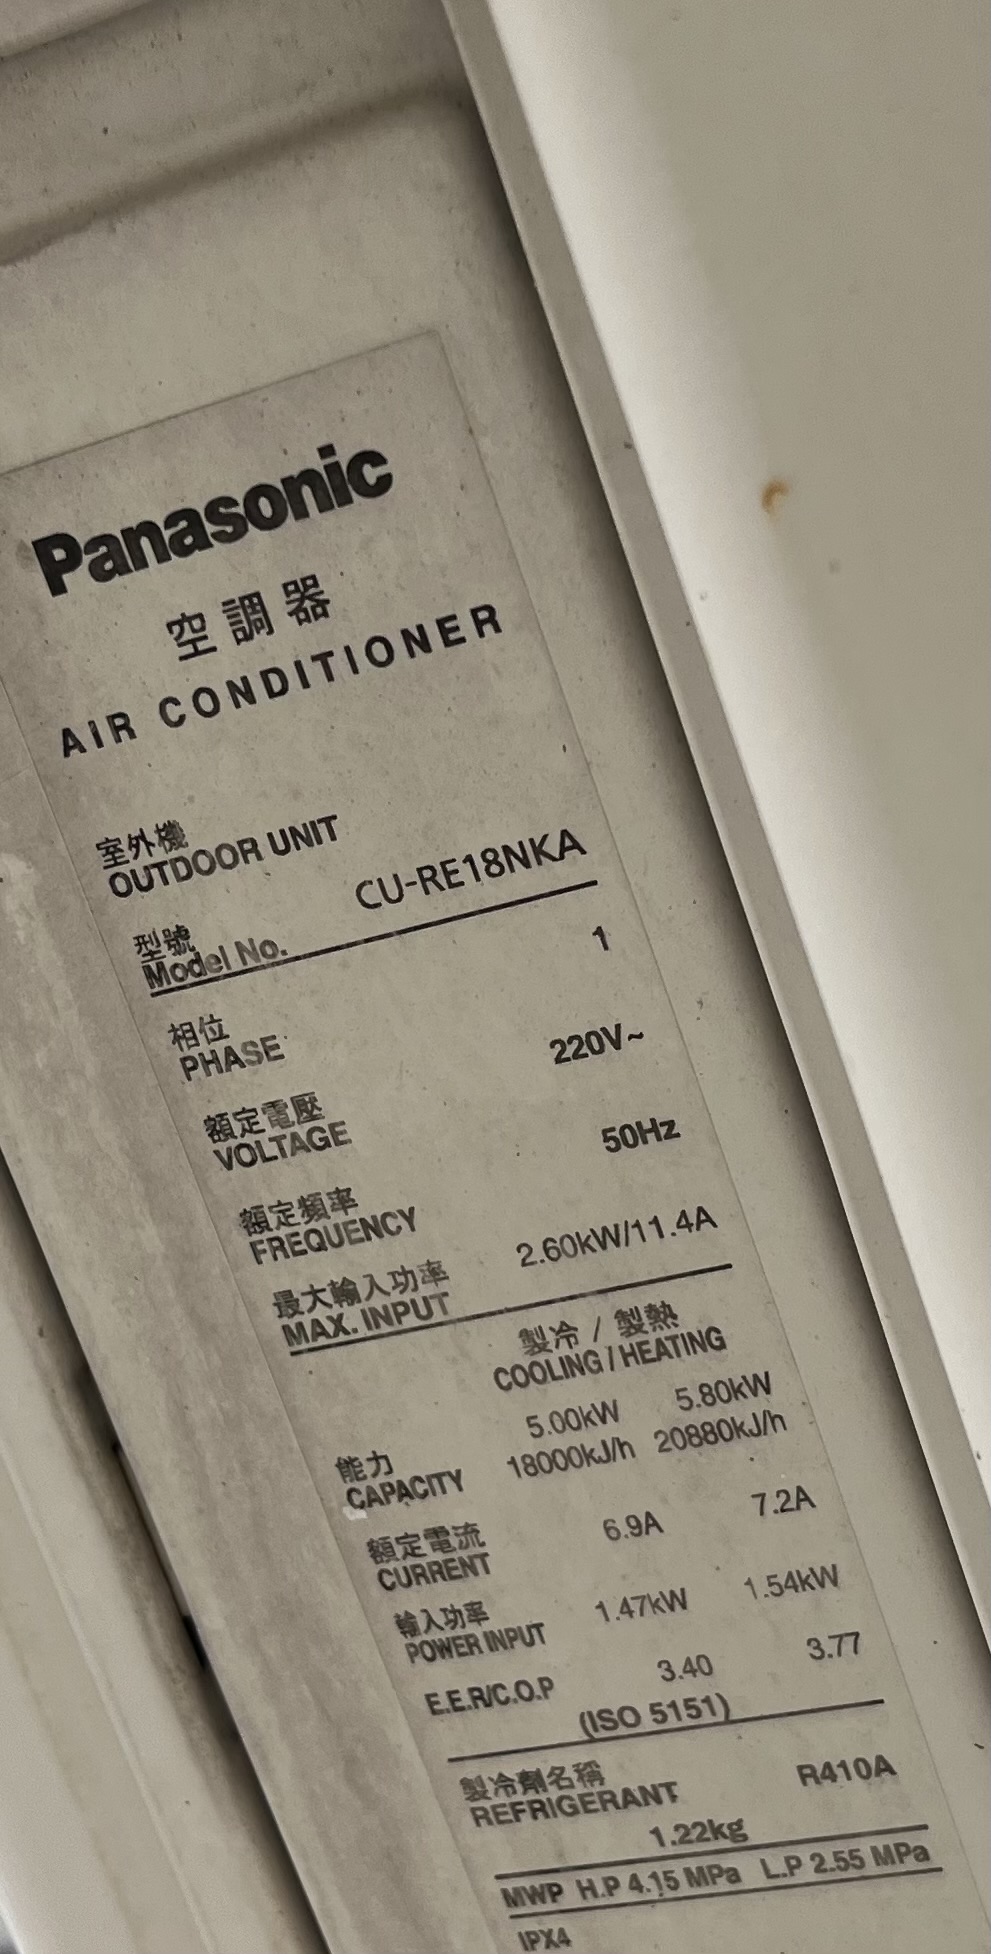 Panasonic
空調器
AIR CONDITIONER
室外機
OUTDOOR UNIT
型號
Model No. CU-RE18NKA
相位
PHASE 1
額定電壓
VOLTAGE 220V~
額定頻率
FREQUENCY 50Hz
最大輸入功率
MAX. INPUT 2.60kW/11.4A
製冷 / 製熱
COOLING / HEATING
能力 5.00kW 5.80kW
CAPACITY 18000kJ/h 20880kJ/h
額定電流
CURRENT 6.9A 7.2A
輸入功率
POWER INPUT 1.47kW 1.54kW
E.E.R/C.O.P 3.40 3.77
(ISO 5151)
製冷劑名稱
REFRIGERANT R410A
1.22kg
MWP H.P 4.15 MPa L.P 2.55 MPa
IPX4